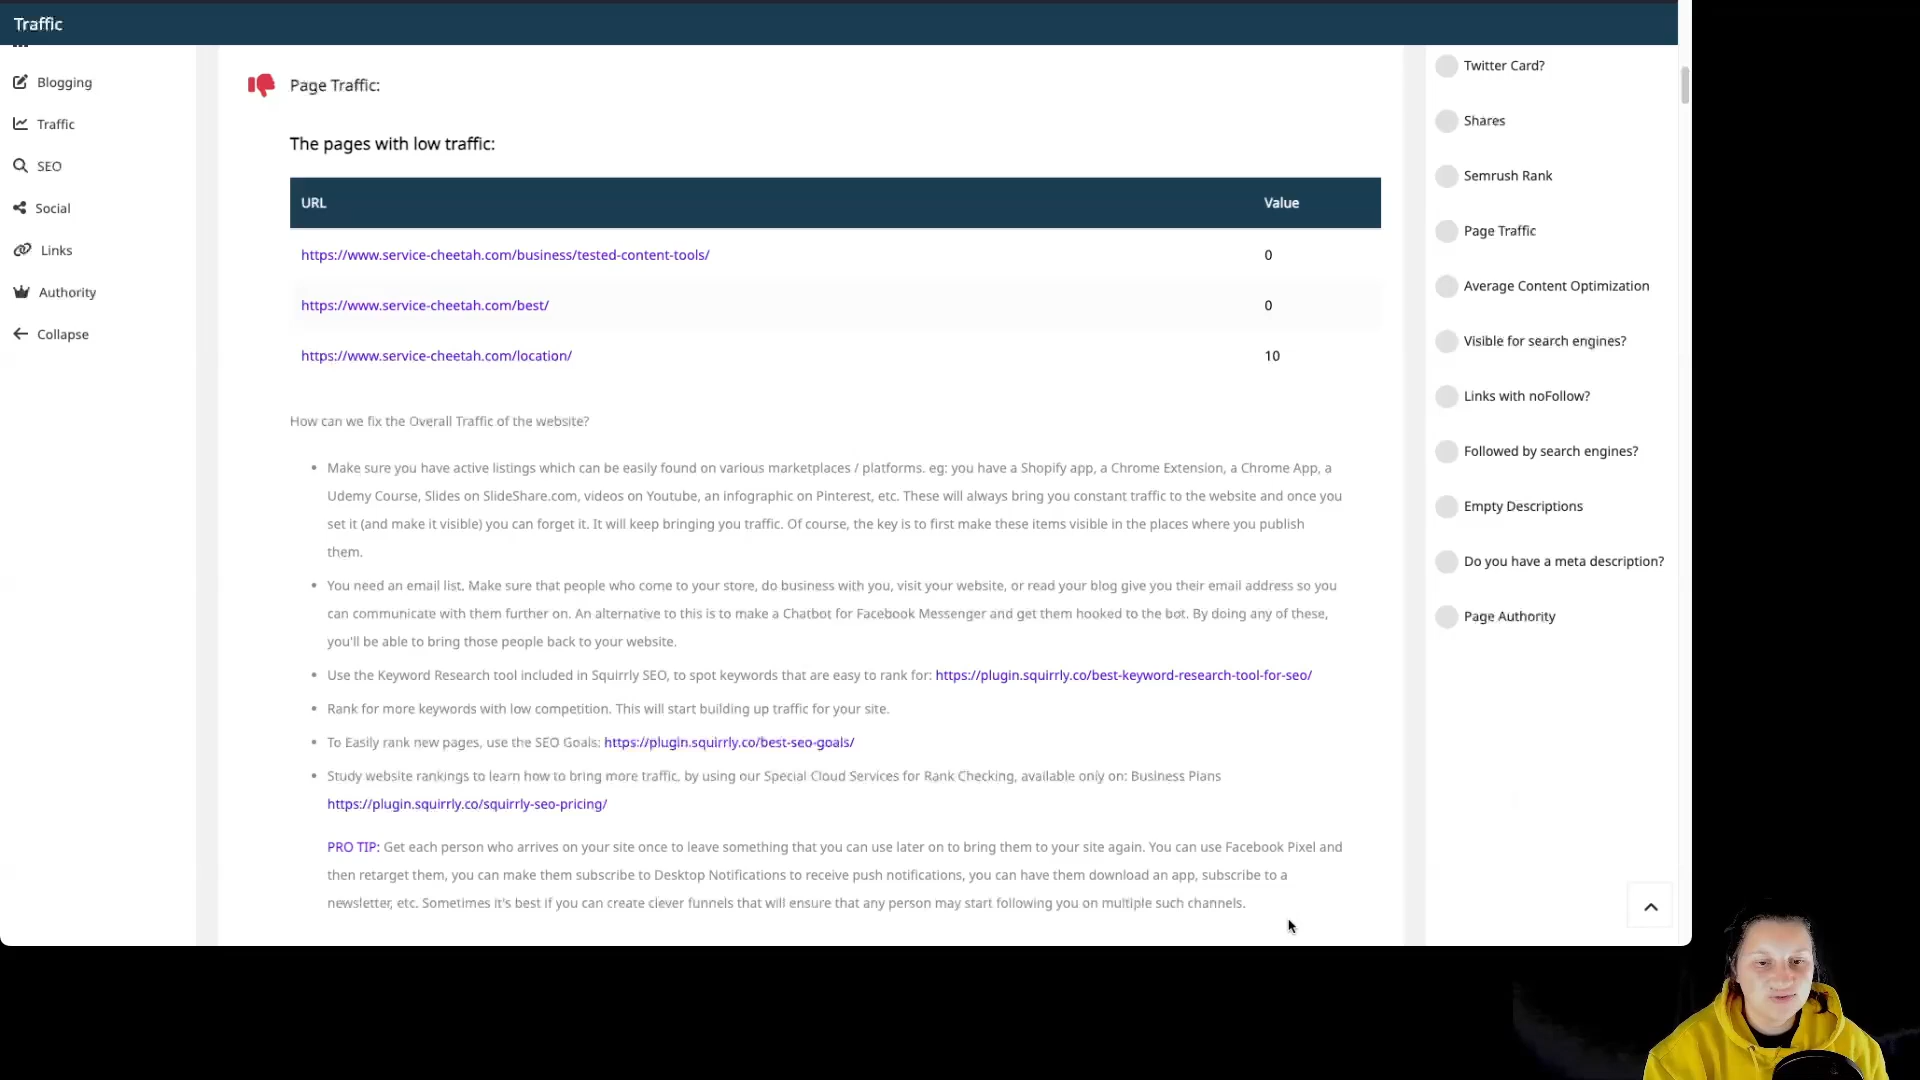 Traffic
Blogging
Traffic
SEO
Social
Links
Authority
Collapse
Page Traffic:
The pages with low traffic:
URL Value
https://www.service-cheetah.com/business/tested-content-tools/ 0
https://www.service-cheetah.com/best/ 0
https://www.service-cheetah.com/location/ 10
How can we fix the Overall Traffic of the website?
• Make sure you have active listings which can be easily found on various marketplaces / platforms. eg: you have a Shopify app, a Chrome Extension, a Chrome App, a
Udemy Course, Slides on SlideShare.com, videos on Youtube, an infographic on Pinterest, etc. These will always bring you constant traffic to the website and once you
set it (and make it visible) you can forget it. It will keep bringing you traffic. Of course, the key is to first make these items visible in the places where you publish
them.
• You need an email list. Make sure that people who come to your store, do business with you, visit your website, or read your blog give you their email address so you
can communicate with them further on. An alternative to this is to make a Chatbot for Facebook Messenger and get them hooked to the bot. By doing any of these,
you'll be able to bring those people back to your website.
• Use the Keyword Research tool included in Squirrly SEO, to spot keywords that are easy to rank for: https://plugin.squirrly.co/best-keyword-research-tool-for-seo/
• Rank for more keywords with low competition. This will start building up traffic for your site.
• To Easily rank new pages, use the SEO Goals: https://plugin.squirrly.co/best-seo-goals/
• Study website rankings to learn how to bring more traffic, by using our Special Cloud Services for Rank Checking, available only on: Business Plans
https://plugin.squirrly.co/squirrly-seo-pricing/
PRO TIP: Get each person who arrives on your site once to leave something that you can use later on to bring them to your site again. You can use Facebook Pixel and
then retarget them, you can make them subscribe to Desktop Notifications to receive push notifications, you can have them download an app, subscribe to a
newsletter, etc. Sometimes it's best if you can create clever funnels that will ensure that any person may start following you on multiple such channels.
Twitter Card?
Shares
Semrush Rank
Page Traffic
Average Content Optimization
Visible for search engines?
Links with noFollow?
Followed by search engines?
Empty Descriptions
Do you have a meta description?
Page Authority